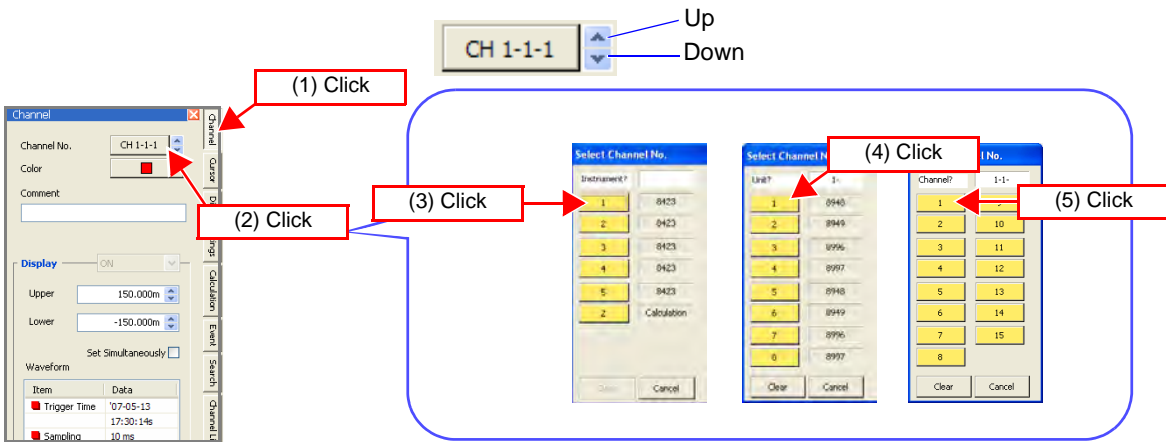 Up
CH 1-1-1
Down
(1) Click
Channel
Channel No.
CH 1-1-1
Color
Comment
(2) Click
Display
ON
Upper
150.000m
Lower
-150.000m
Set Simultaneously
Waveform
Item
Data
Trigger Time
'07-05-13
17:30:14s
Sampling
10 ms
Channel
Cursor
Calculation
Event
Search
(3) Click
Select Channel No.
Instrument?
1
8423
2
8423
3
8423
4
8423
5
8423
2
Calculation
Clear
Cancel
(4) Click
Select Channel N
Unit?
1-
1
8948
2
8949
3
8996
4
8997
5
8948
6
8949
7
8996
8
8997
Clear
Cancel
(5) Click
l No.
Channel?
1-1-
1
2
10
3
11
4
12
5
13
6
14
7
15
8
Clear
Cancel